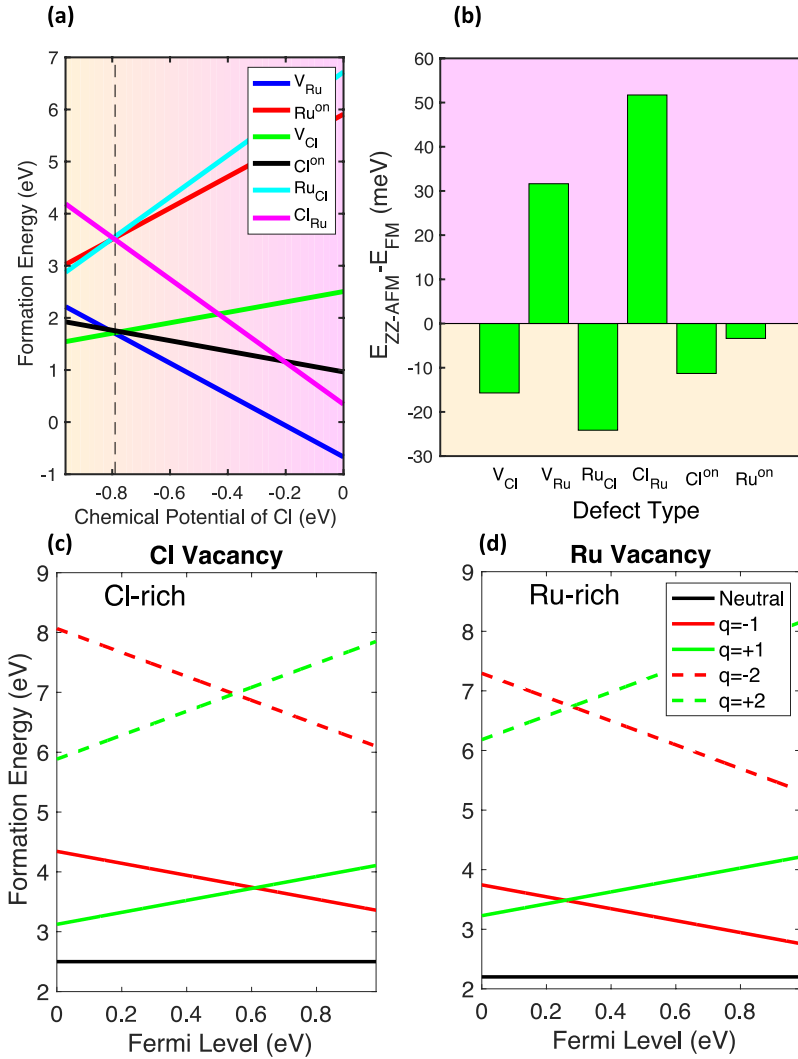 (a)
Formation Energy (eV)
7
6
5
4
3
2
1
0
-1
-0.8
-0.6
-0.4
-0.2
0
Chemical Potential of Cl (eV)
V_Ru
Ru^on
V_Cl
Cl^on
Ru_Cl
Cl_Ru
(b)
E_ZZ-AFM-E_FM (meV)
60
50
40
30
20
10
0
-10
-20
-30
V_Cl V_Ru Ru_Cl Cl_Ru Cl^on Ru^on
Defect Type
(c)
Cl Vacancy
Cl-rich
Formation Energy (eV)
9
8
7
6
5
4
3
2
0 0.2 0.4 0.6 0.8
Fermi Level (eV)
(d)
Ru Vacancy
Ru-rich
Neutral
q=-1
q=+1
q=-2
q=+2
Formation Energy (eV)
9
8
7
6
5
4
3
2
0 0.2 0.4 0.6 0.8
Fermi Level (eV)